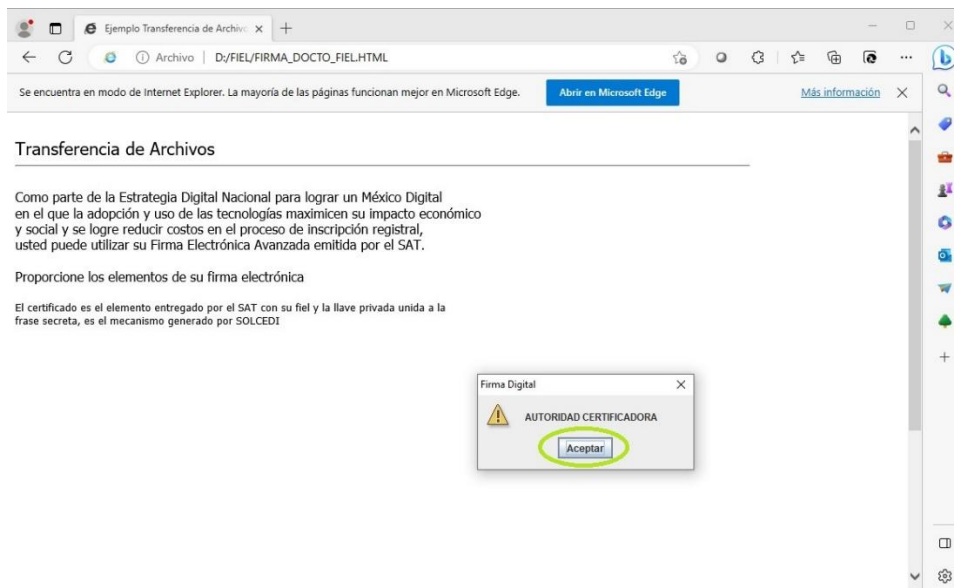 Ejemplo Transferencia de Archivo
Archivo | D:/FIEL/FIRMA_DOCTO_FIEL.HTML
Se encuentra en modo de Internet Explorer. La mayoría de las páginas funcionan mejor en Microsoft Edge.
Abrir en Microsoft Edge
Más información
Transferencia de Archivos
Como parte de la Estrategia Digital Nacional para lograr un México Digital
en el que la adopción y uso de las tecnologías maximicen su impacto económico
y social y se logre reducir costos en el proceso de inscripción registral,
usted puede utilizar su Firma Electrónica Avanzada emitida por el SAT.
Proporcione los elementos de su firma electrónica
El certificado es el elemento entregado por el SAT con su fiel y la llave privada unida a la
frase secreta, es el mecanismo generado por SOLCEDI
Firma Digital
AUTORIDAD CERTIFICADORA
Aceptar